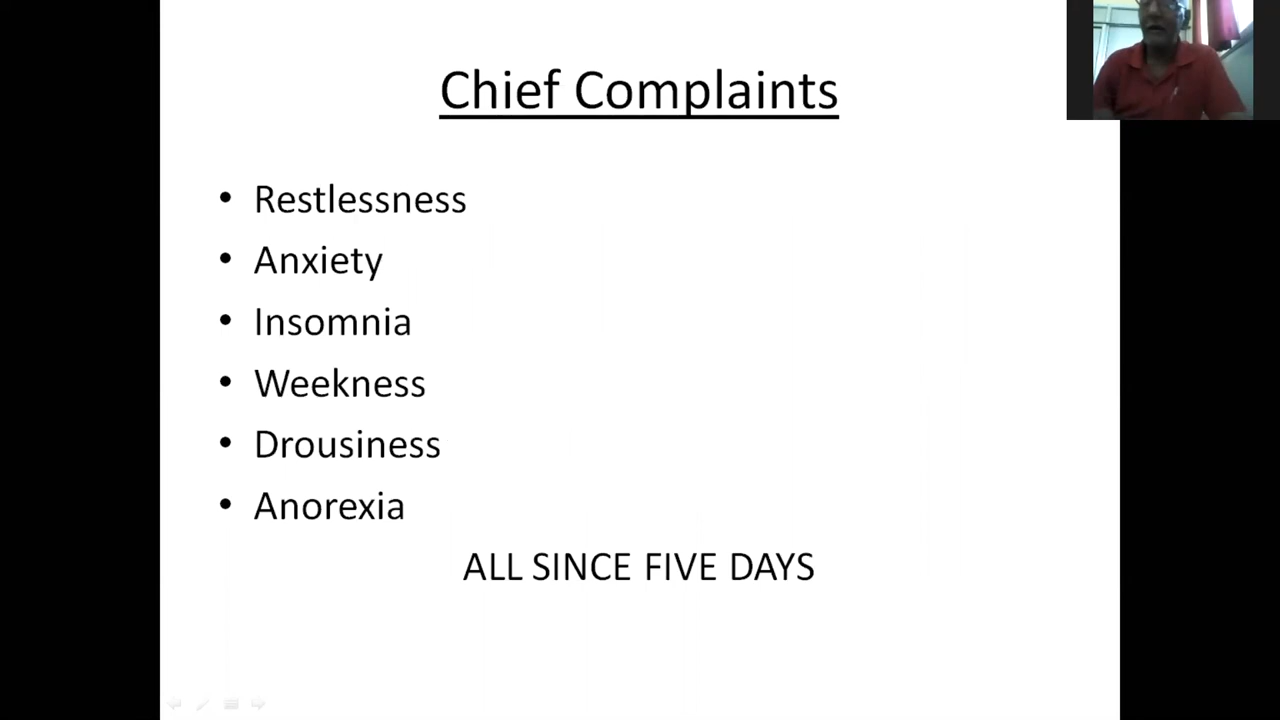 Chief Complaints
• Restlessness
• Anxiety
• Insomnia
• Weekness
• Drousiness
• Anorexia
ALL SINCE FIVE DAYS